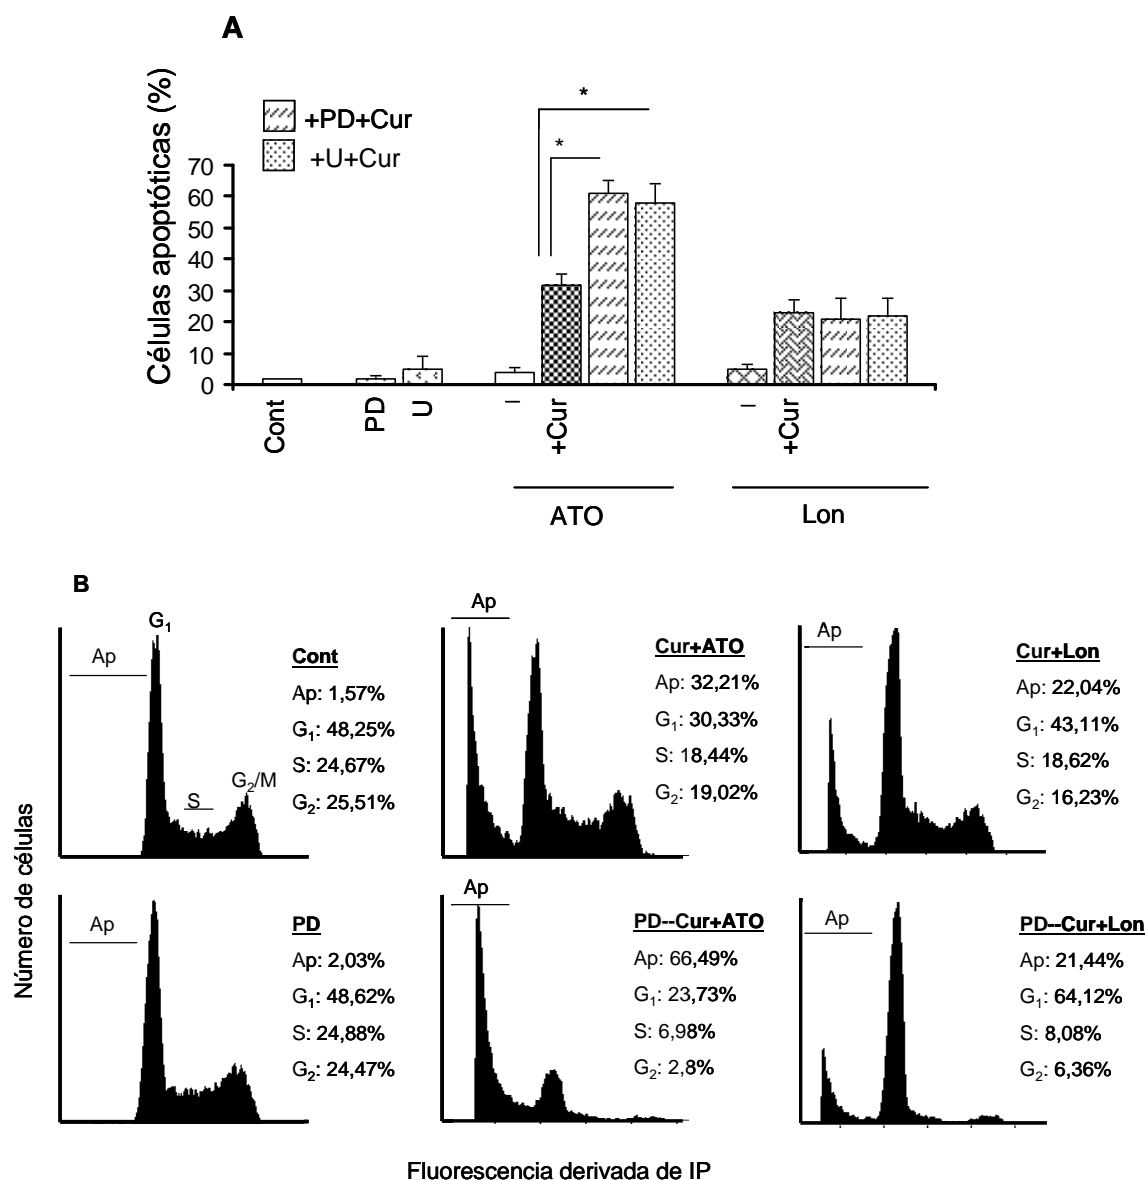 A
Células apoptóticas (%)
+PD+Cur
+U+Cur
*
*
70
60
50
40
30
20
10
0
Cont
PD
U
–
+Cur
–
+Cur
ATO
Lon
B
Número de células
Ap
G1
S
G2/M
Cont
Ap: 1,57%
G1: 48,25%
S: 24,67%
G2: 25,51%
Ap
Cur+ATO
Ap: 32,21%
G1: 30,33%
S: 18,44%
G2: 19,02%
Ap
Cur+Lon
Ap: 22,04%
G1: 43,11%
S: 18,62%
G2: 16,23%
Ap
PD
Ap: 2,03%
G1: 48,62%
S: 24,88%
G2: 24,47%
Ap
PD--Cur+ATO
Ap: 66,49%
G1: 23,73%
S: 6,98%
G2: 2,8%
Ap
PD--Cur+Lon
Ap: 21,44%
G1: 64,12%
S: 8,08%
G2: 6,36%
Fluorescencia derivada de IP